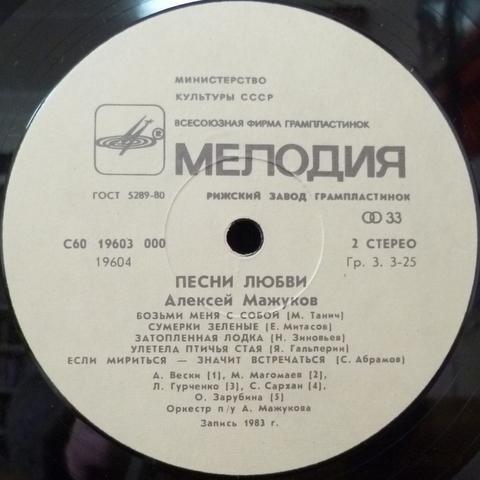 МИНИСТЕРСТВО
КУЛЬТУРЫ СССР
ВСЕСОЮЗНАЯ ФИРМА ГРАМПЛАСТИНОК
® МЕЛОДИЯ
ГОСТ 5289-80 РИЖСКИЙ ЗАВОД ГРАМПЛАСТИНОК
33
С60 19603 000 2 СТЕРЕО
19604 Гр. 3. 3-25
ПЕСНИ ЛЮБВИ
Алексей Мажуков
ВОЗЬМИ МЕНЯ С СОБОЙ (М. Танич)
СУМЕРКИ ЗЕЛЕНЫЕ (Е. Митасов)
ЗАТОПЛЕННАЯ ЛОДКА (Н. Зиновьев)
УЛЕТЕЛА ПТИЧЬЯ СТАЯ (Я. Гальперин)
ЕСЛИ МИРИТЬСЯ — ЗНАЧИТ ВСТРЕЧАТЬСЯ (С. Абрамов)
А. Вески (1), М. Магомаев (2),
Л. Гурченко (3), С. Сархан (4),
О. Зарубина (5)
Оркестр п/у А. Мажукова
Запись 1983 г.